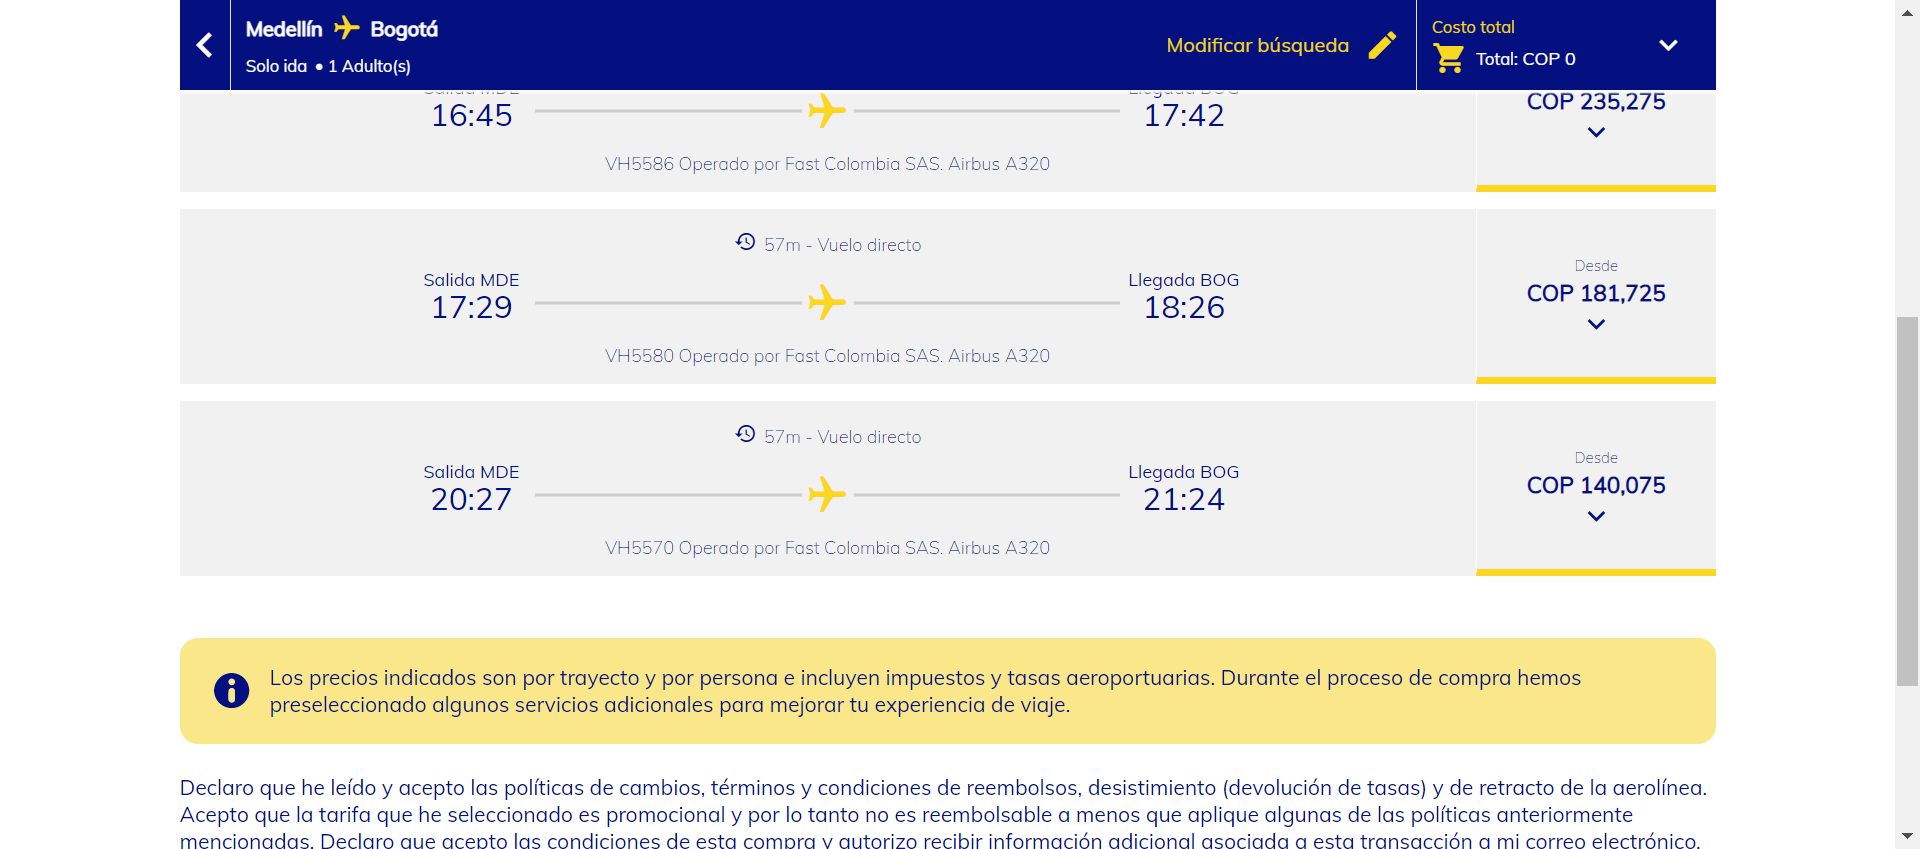 Medellín Bogotá
Solo ida • 1 Adulto(s)
Modificar búsqueda
Costo total
Total: COP 0
Salida MDE
16:45
Llegada BOG
17:42
COP 235,275
VH5586 Operado por Fast Colombia SAS. Airbus A320
57m - Vuelo directo
Salida MDE
17:29
Llegada BOG
18:26
Desde
COP 181,725
VH5580 Operado por Fast Colombia SAS. Airbus A320
57m - Vuelo directo
Salida MDE
20:27
Llegada BOG
21:24
Desde
COP 140,075
VH5570 Operado por Fast Colombia SAS. Airbus A320
Los precios indicados son por trayecto y por persona e incluyen impuestos y tasas aeroportuarias. Durante el proceso de compra hemos
preseleccionado algunos servicios adicionales para mejorar tu experiencia de viaje.
Declaro que he leído y acepto las políticas de cambios, términos y condiciones de reembolsos, desistimiento (devolución de tasas) y de retracto de la aerolínea.
Acepto que la tarifa que he seleccionado es promocional y por lo tanto no es reembolsable a menos que aplique algunas de las políticas anteriormente
mencionadas. Declaro que acepto las condiciones de esta compra y autorizo recibir información adicional asociada a esta transacción a mi correo electrónico.